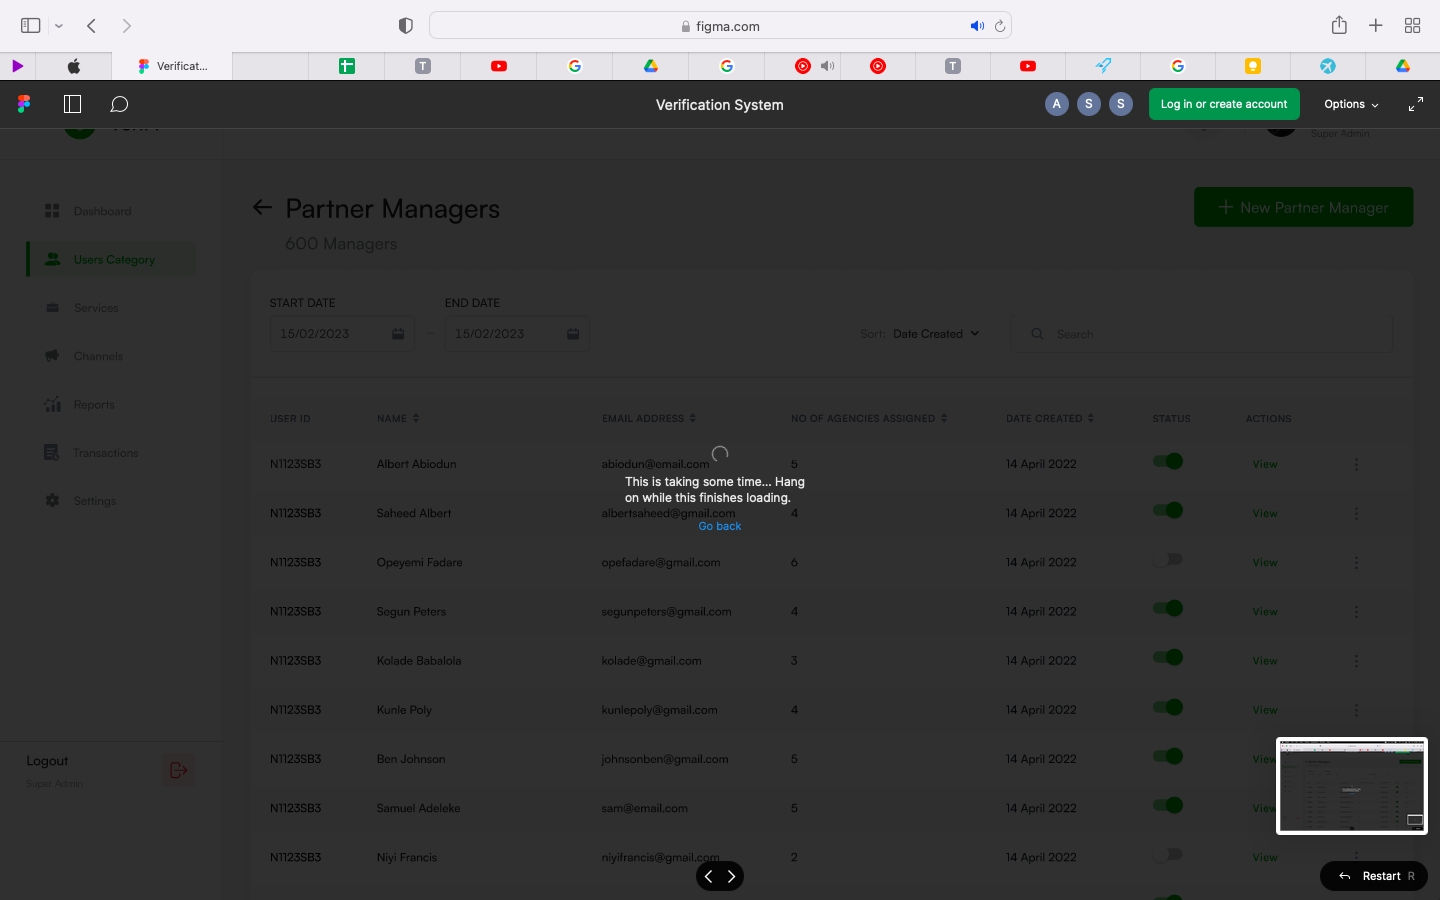 figma.com
Verificat...
T
T
Verification System
A
S
S
Log in or create account
Options
Super Admin
Dashboard
Users Category
Services
Channels
Reports
Transactions
Settings
Logout
Super Admin
Partner Managers
600 Managers
+ New Partner Manager
START DATE
END DATE
15/02/2023
–
15/02/2023
Sort: Date Created
Search
USER ID NAME EMAIL ADDRESS NO OF AGENCIES ASSIGNED DATE CREATED STATUS ACTIONS
N1123SB3 Albert Abiodun abiodun@email.com 5 14 April 2022 View
This is taking some time... Hang
on while this finishes loading.
N1123SB3 Saheed Albert albertsaheed@gmail.com 4 14 April 2022 View
Go back
N1123SB3 Opeyemi Fadare opefadare@gmail.com 6 14 April 2022 View
N1123SB3 Segun Peters segunpeters@gmail.com 4 14 April 2022 View
N1123SB3 Kolade Babalola kolade@gmail.com 3 14 April 2022 View
N1123SB3 Kunle Poly kunlepoly@gmail.com 4 14 April 2022 View
N1123SB3 Ben Johnson johnsonben@gmail.com 5 14 April 2022 View
N1123SB3 Samuel Adeleke sam@email.com 5 14 April 2022 View
N1123SB3 Niyi Francis niyifrancis@gmail.com 2 14 April 2022 View
Restart R